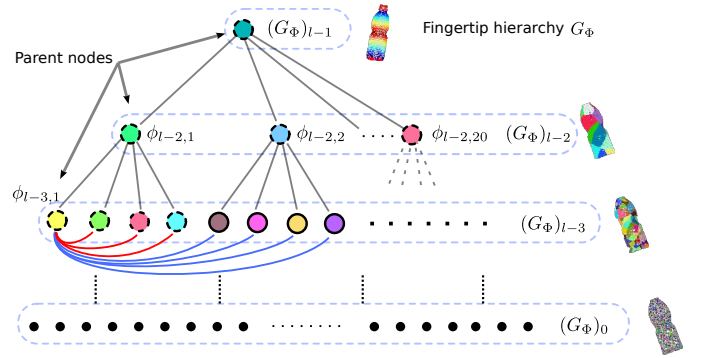 (G_Φ)_{l−1}
Fingertip hierarchy G_Φ
Parent nodes
ϕ_{l−2,1}
ϕ_{l−2,2}
ϕ_{l−2,20}
(G_Φ)_{l−2}
ϕ_{l−3,1}
(G_Φ)_{l−3}
(G_Φ)_0